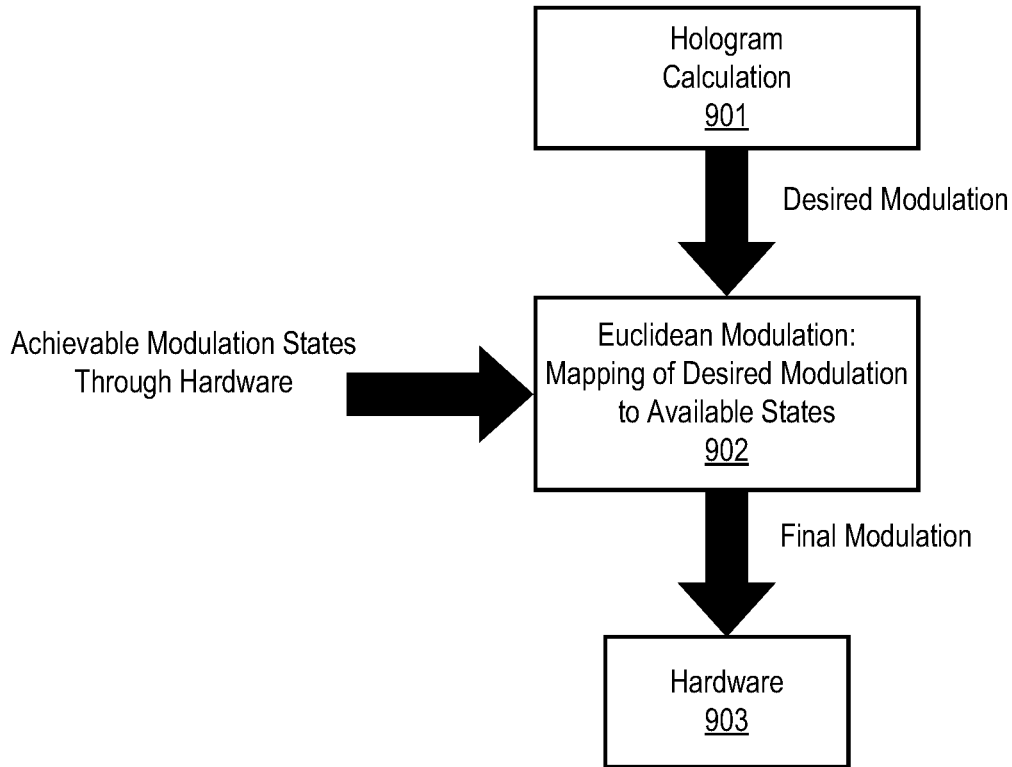 Hologram
Calculation
901
Desired Modulation
Achievable Modulation States
Through Hardware
Euclidean Modulation:
Mapping of Desired Modulation
to Available States
902
Final Modulation
Hardware
903